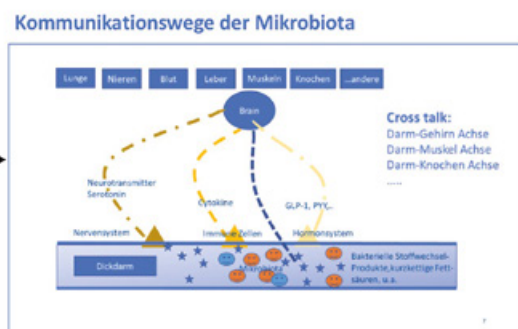 Kommunikationswege der Mikrobiota
Lunge
Nieren
Blut
Leber
Muskeln
Knochen
...andere
Brain
Cross talk:
Darm-Gehirn Achse
Darm-Muskel Achse
Darm-Knochen Achse
.....
Neurotransmitter
Serotonin
Cytokine
GLP-1, PYY,..
Nervensystem
Immune Zellen
Hormonsystem
Dickdarm
Mikrobiota
Bakterielle Stoffwechsel-
Produkte,kurzkettige Fett-
säuren, u.a.